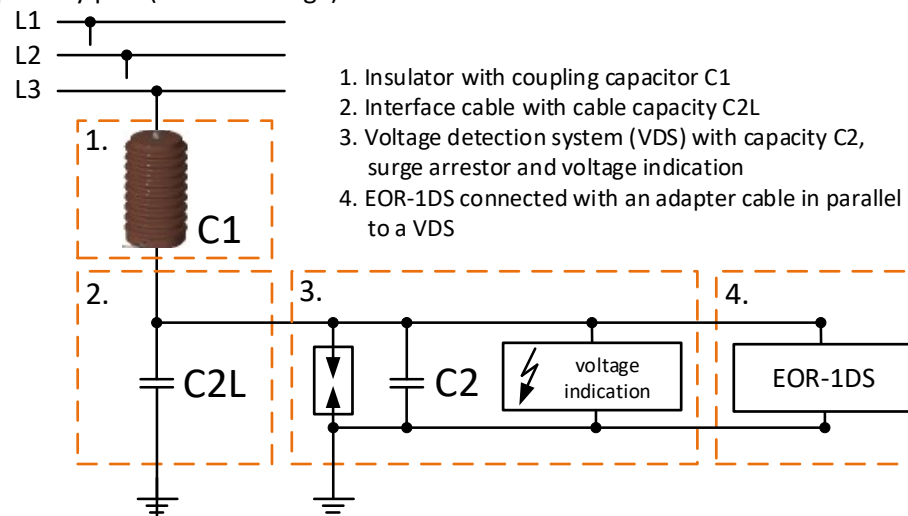 L1
L2
L3
1. Insulator with coupling capacitor C1
2. Interface cable with cable capacity C2L
3. Voltage detection system (VDS) with capacity C2,
surge arrestor and voltage indication
4. EOR-1DS connected with an adapter cable in parallel
to a VDS
1.
C1
2.
C2L
3.
C2
voltage
indication
4.
EOR-1DS